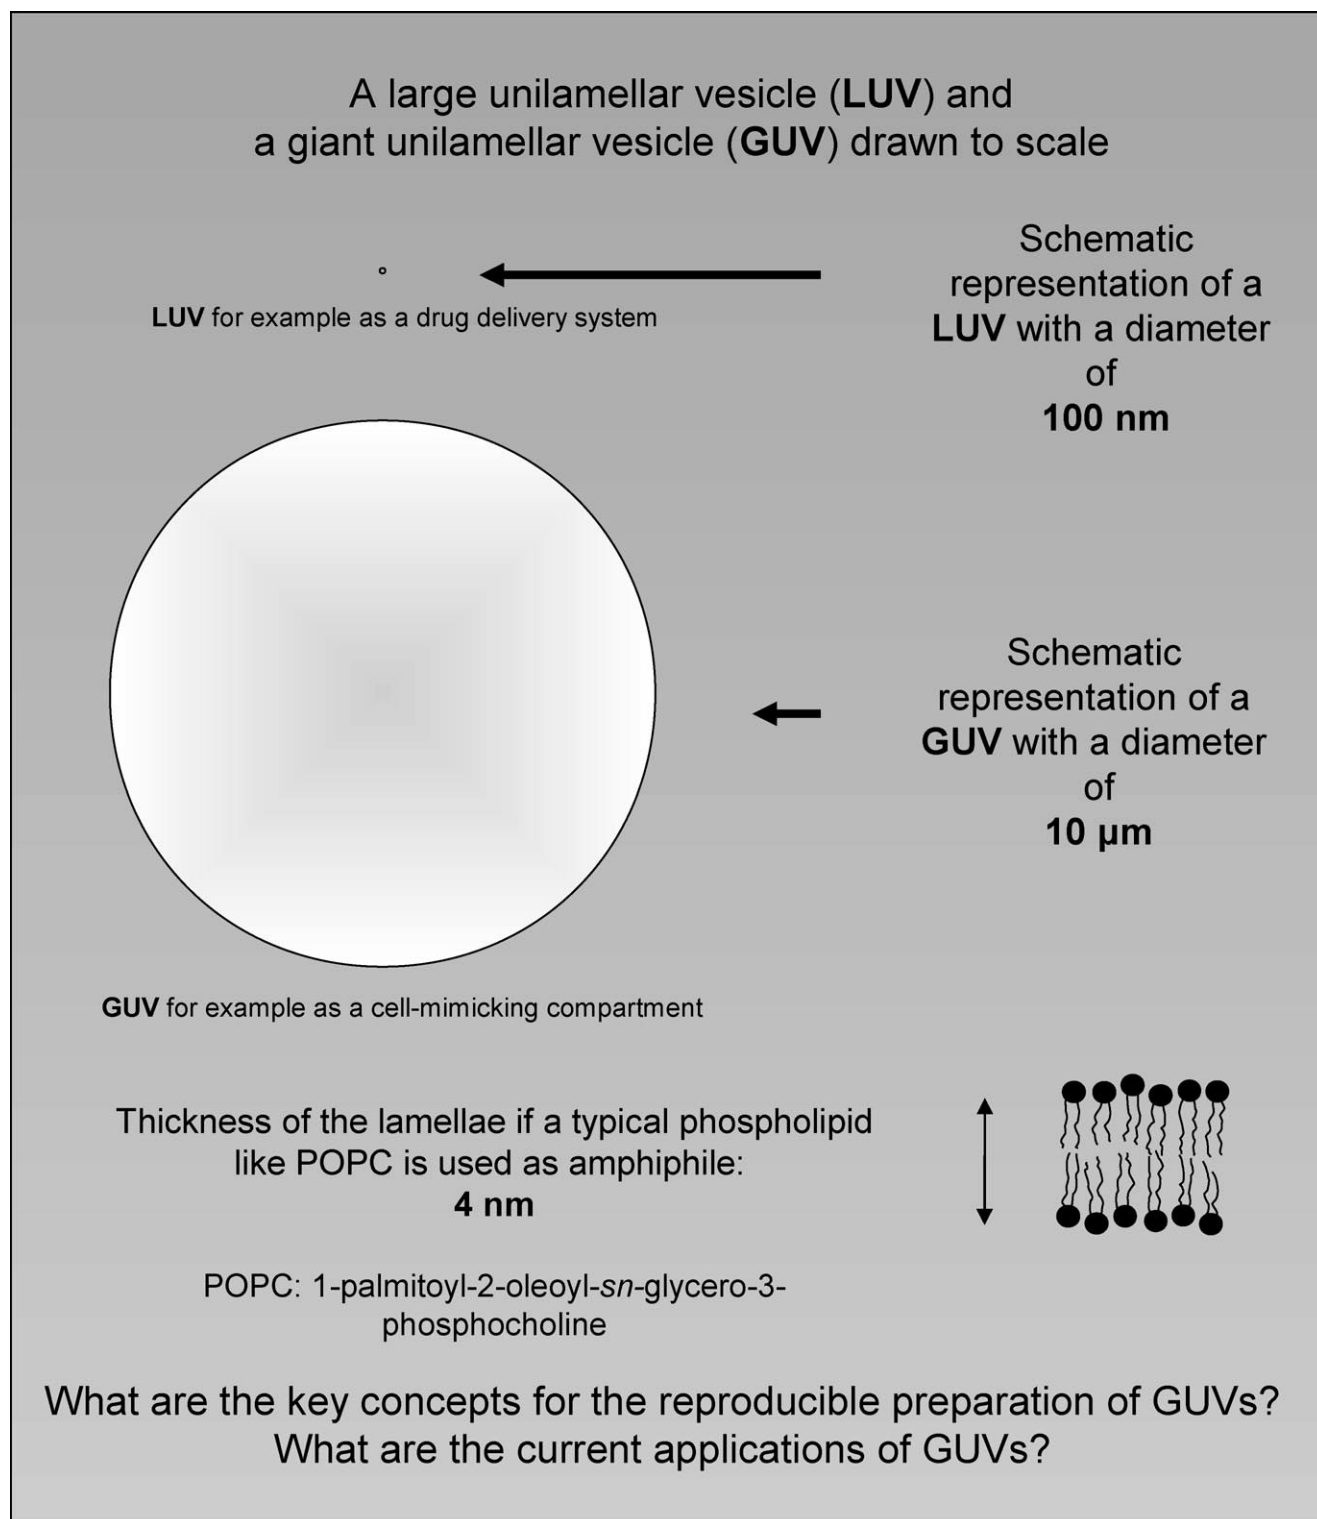 A large unilamellar vesicle (LUV) and
a giant unilamellar vesicle (GUV) drawn to scale
Schematic
representation of a
LUV with a diameter
of
100 nm
LUV for example as a drug delivery system
Schematic
representation of a
GUV with a diameter
of
10 µm
GUV for example as a cell-mimicking compartment
Thickness of the lamellae if a typical phospholipid
like POPC is used as amphiphile:
4 nm
POPC: 1-palmitoyl-2-oleoyl-sn-glycero-3-
phosphocholine
What are the key concepts for the reproducible preparation of GUVs?
What are the current applications of GUVs?